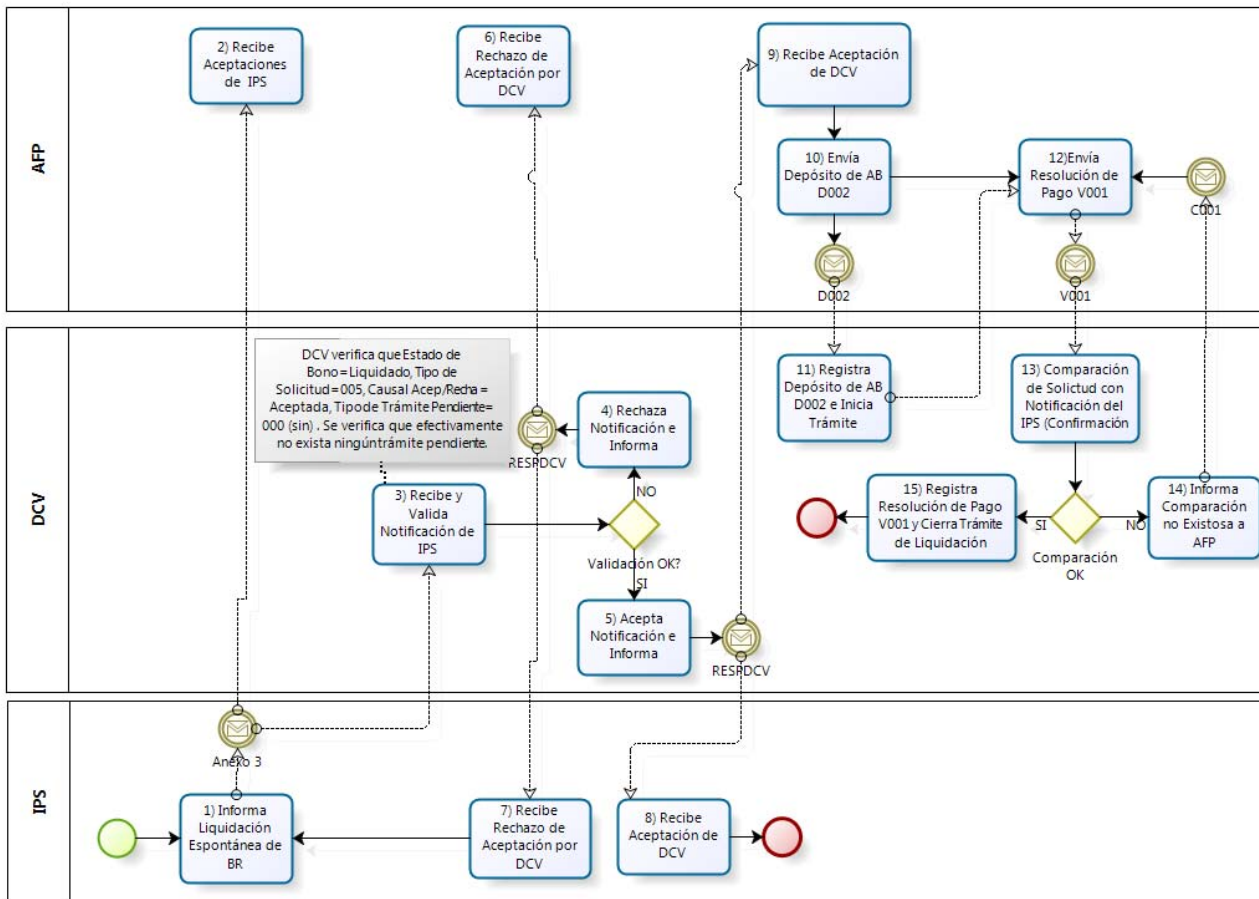 AFP
2) Recibe
Aceptaciones
de IPS
6) Recibe
Rechazo de
Aceptación por
DCV
9) Recibe Aceptación
de DCV
10) Envía
Depósito de AB
D002
12)Envía
Resolución de
Pago V001
C001
D002
V001
DCV
DCV verifica que Estado de
Bono = Liquidado, Tipo de
Solicitud = 005, Causal Acep/Recha =
Aceptada, Tipo de Trámite Pendiente=
000 (sin) . Se verifica que efectivamente
no exista ningún trámite pendiente.
RESPDCV
4) Rechaza
Notificación e
Informa
3) Recibe y
Valida
Notificación de
IPS
NO
Validación OK?
SI
5) Acepta
Notificación e
Informa
RESPDCV
11) Registra
Depósito de AB
D002 e Inicia
Trámite
13) Comparación
de Solictud con
Notificación del
IPS (Confirmación
15) Registra
Resolución de Pago
V001 y Cierra Trámite
de Liquidación
SI
NO
Comparación
OK
14) Informa
Comparación
no Existosa a
AFP
IPS
Anexo 3
1) Informa
Liquidación
Espontánea de
BR
7) Recibe
Rechazo de
Aceptación por
DCV
8) Recibe
Aceptación de
DCV